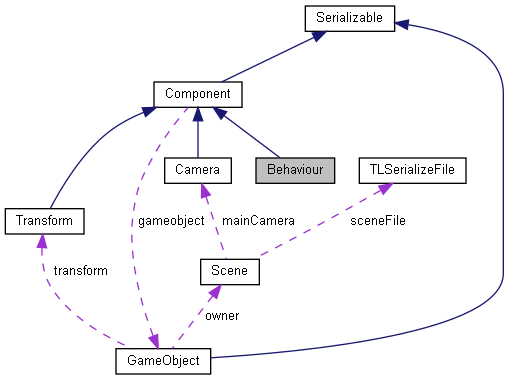 Serializable
Component
Camera
Behaviour
TLSerializeFile
Transform
gameobject
mainCamera
sceneFile
transform
Scene
owner
GameObject